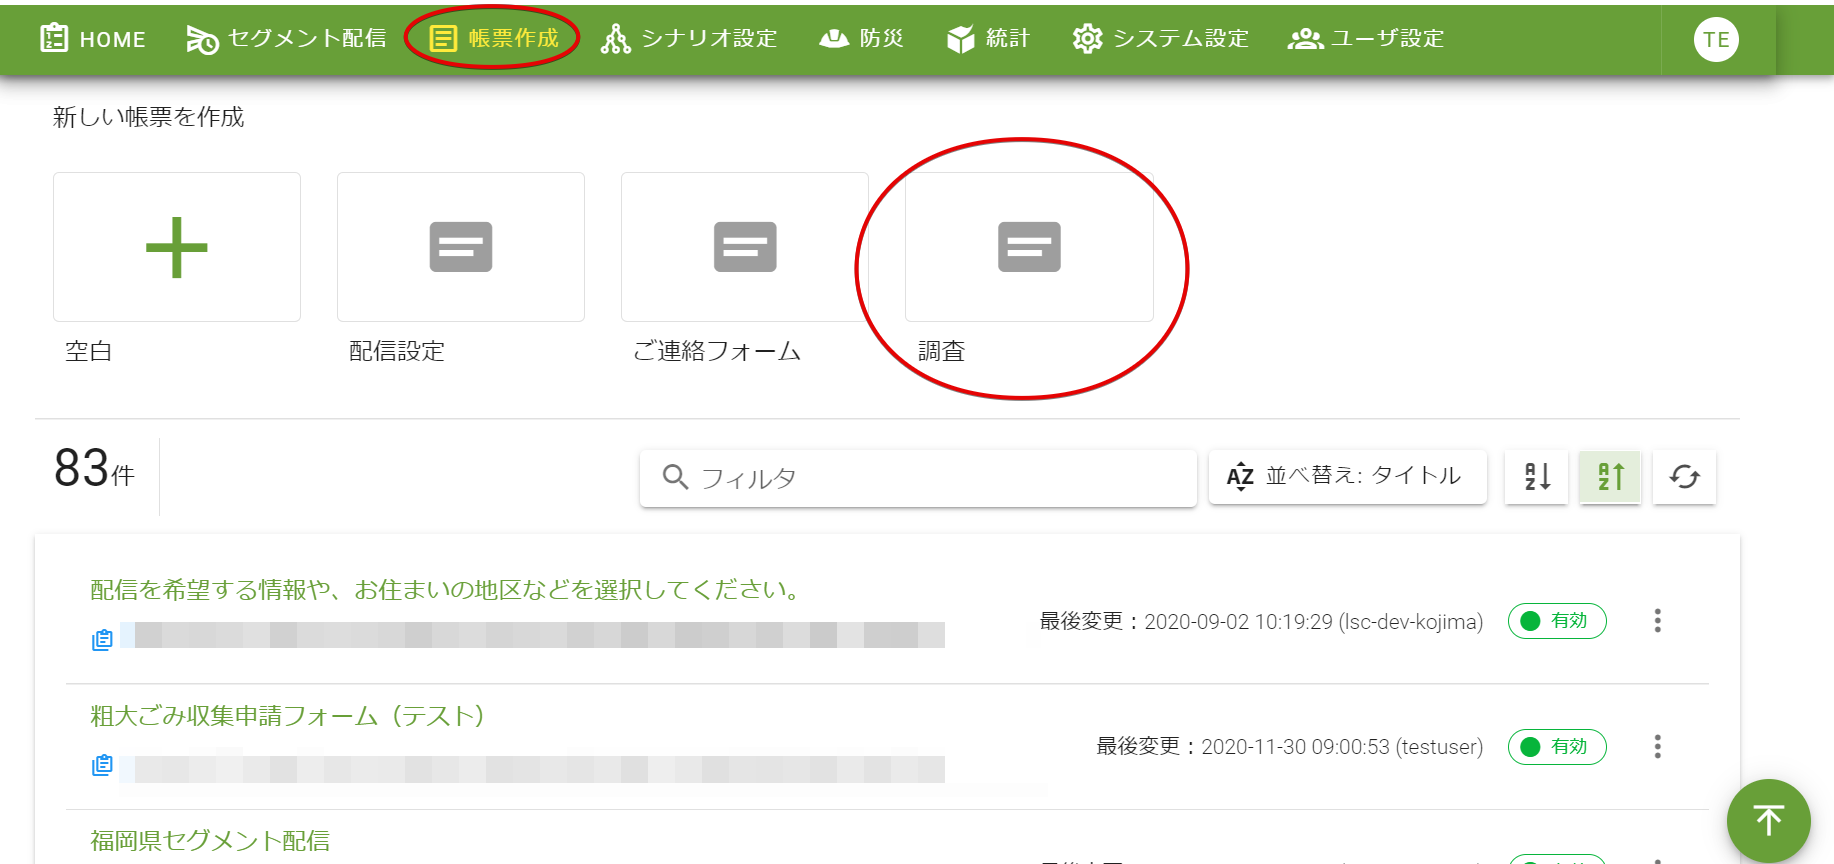 HOME セグメント配信 帳票作成 シナリオ設定 防災 統計 システム設定 ユーザ設定 TE
新しい帳票を作成
空白 配信設定 ご連絡フォーム 調査
83件 フィルタ AZ 並べ替え: タイトル
配信を希望する情報や、お住まいの地区などを選択してください。
最後変更：2020-09-02 10:19:29 (lsc-dev-kojima) 有効
粗大ごみ収集申請フォーム（テスト）
最後変更：2020-11-30 09:00:53 (testuser) 有効
福岡県セグメント配信